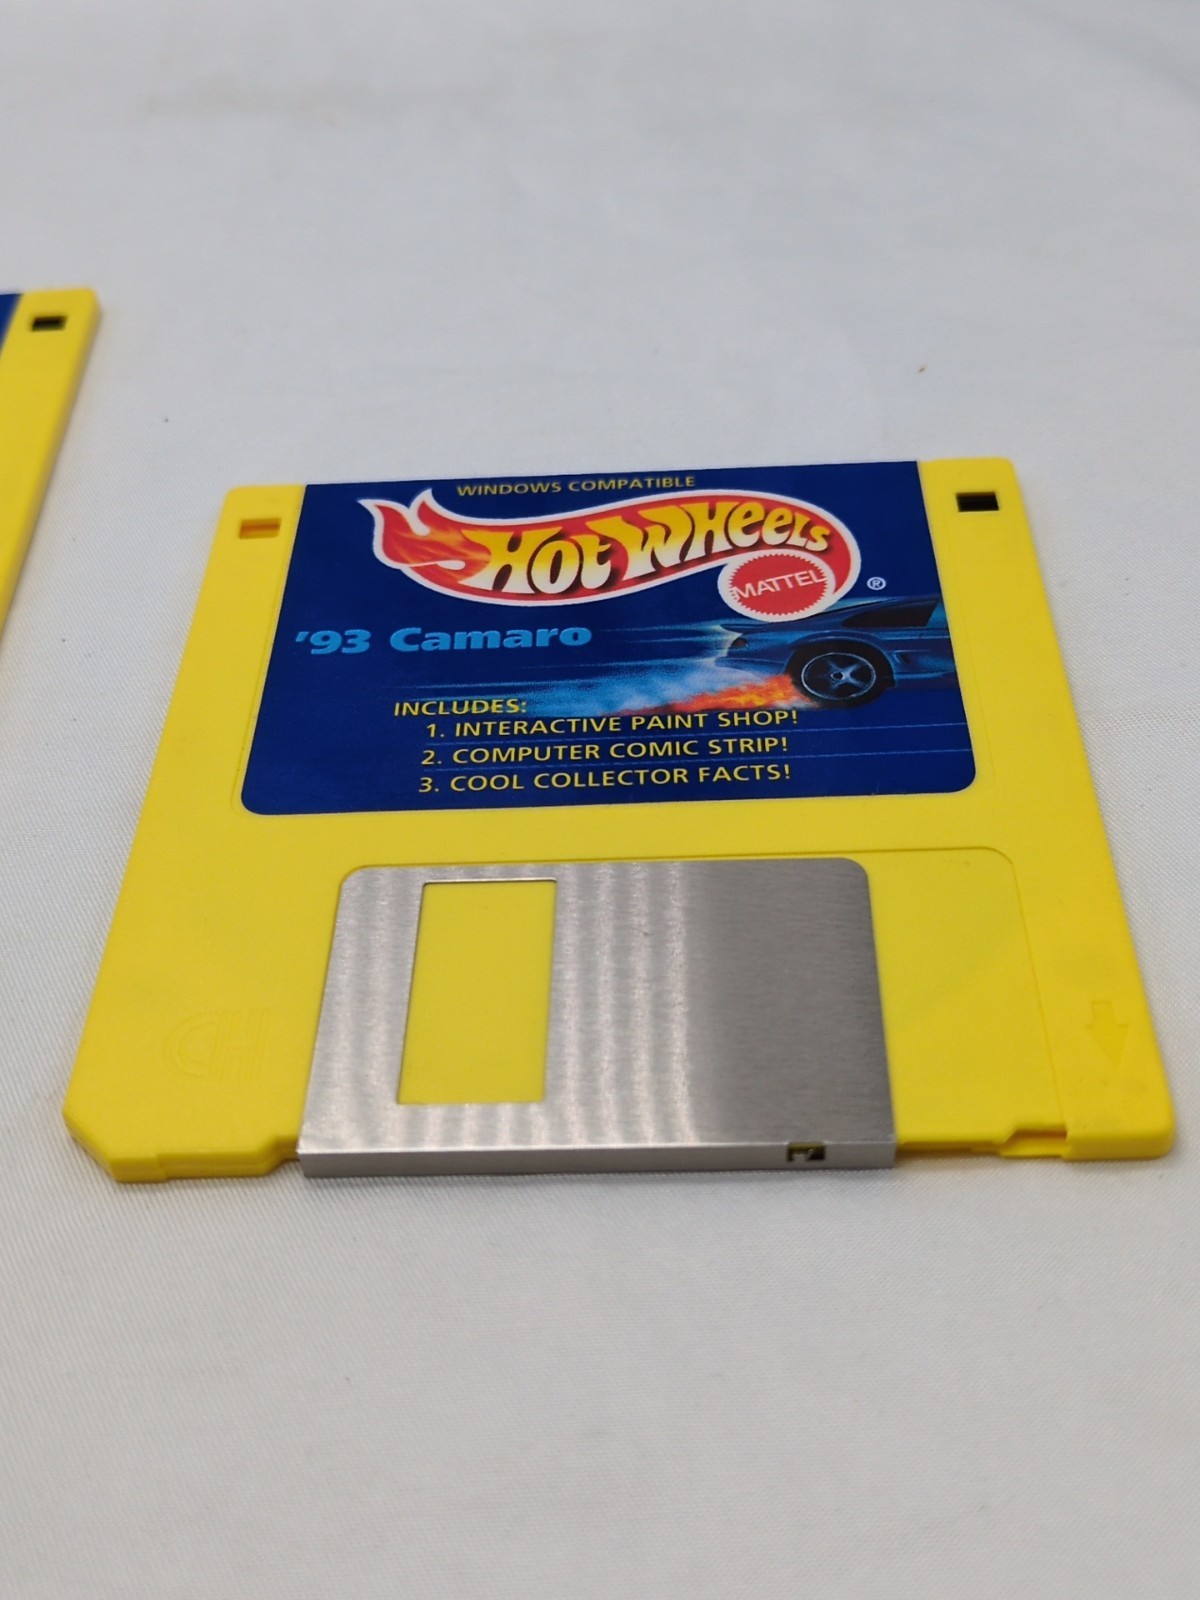 WINDOWS COMPATIBLE
Hot Wheels
MATTEL
®
'93 Camaro
INCLUDES:
1. INTERACTIVE PAINT SHOP!
2. COMPUTER COMIC STRIP!
3. COOL COLLECTOR FACTS!
HD